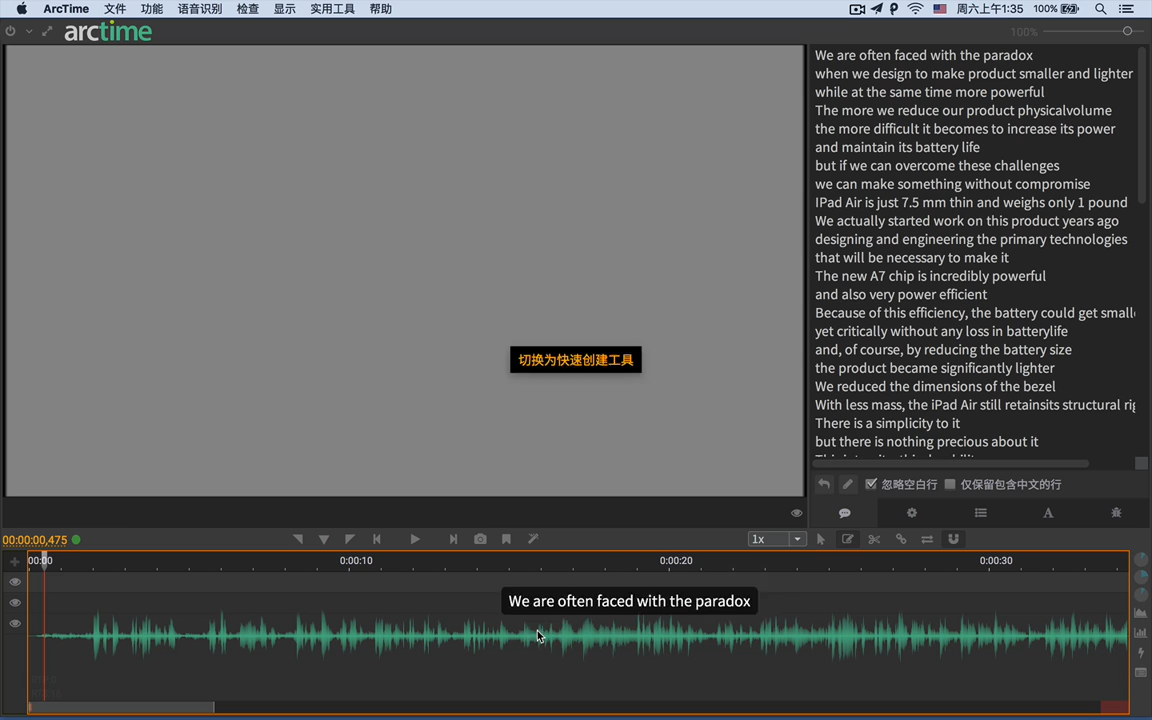 ArcTime 文件 功能 语音识别 检查 显示 实用工具 帮助 周六上午1:35 100%
arctime 100%
We are often faced with the paradox
when we design to make product smaller and lighter
while at the same time more powerful
The more we reduce our product physicalvolume
the more difficult it becomes to increase its power
and maintain its battery life
but if we can overcome these challenges
we can make something without compromise
IPad Air is just 7.5 mm thin and weighs only 1 pound
We actually started work on this product years ago
designing and engineering the primary technologies
that will be necessary to make it
The new A7 chip is incredibly powerful
and also very power efficient
Because of this efficiency, the battery could get small
yet critically without any loss in batterylife
and, of course, by reducing the battery size
the product became significantly lighter
We reduced the dimensions of the bezel
With less mass, the iPad Air still retainsits structural
There is a simplicity to it
but there is nothing precious about it
切换为快速创建工具
忽略空白行 仅保留包含中文的行
00:00:00,475
1x
00:00 0:00:10 0:00:20 0:00:30
We are often faced with the paradox